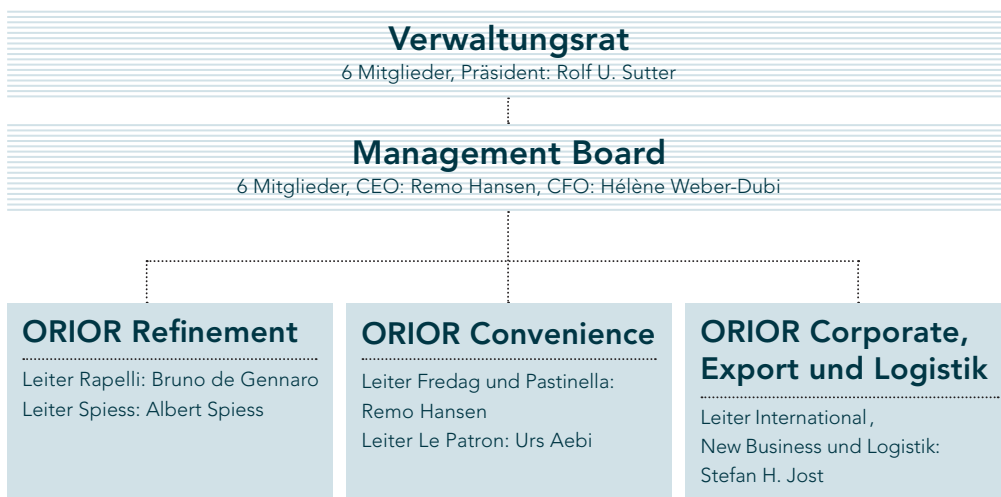 Verwaltungsrat
6 Mitglieder, Präsident: Rolf U. Sutter
Management Board
6 Mitglieder, CEO: Remo Hansen, CFO: Hélène Weber-Dubi
ORIOR Refinement
Leiter Rapelli: Bruno de Gennaro
Leiter Spiess: Albert Spiess
ORIOR Convenience
Leiter Fredag und Pastinella:
Remo Hansen
Leiter Le Patron: Urs Aebi
ORIOR Corporate,
Export und Logistik
Leiter International,
New Business und Logistik:
Stefan H. Jost